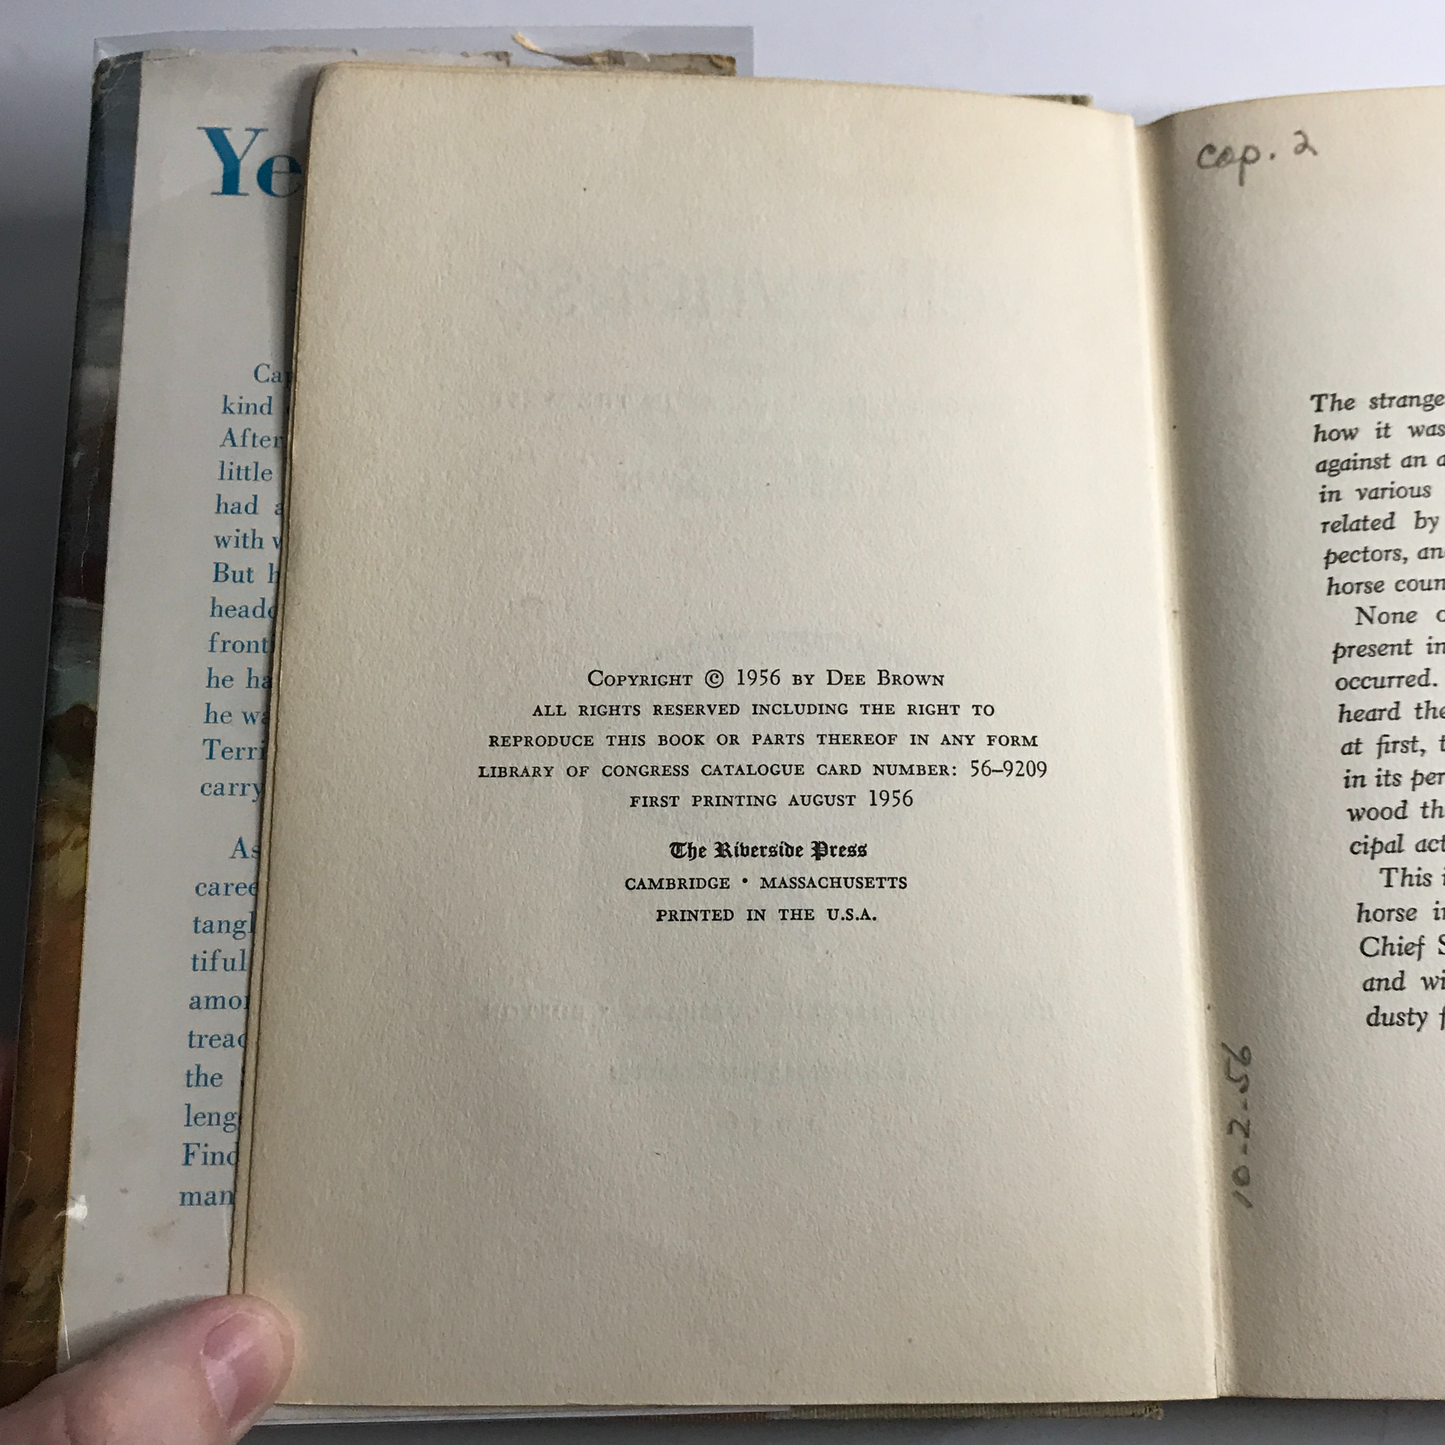 Ye
Ca
kind
After
little
had a
with w
But h
head
front
he ha
he wa
Terri
carry
As
caree
tangl
tiful
amo
tread
the
leng
Find
man
COPYRIGHT © 1956 BY DEE BROWN
ALL RIGHTS RESERVED INCLUDING THE RIGHT TO
REPRODUCE THIS BOOK OR PARTS THEREOF IN ANY FORM
LIBRARY OF CONGRESS CATALOGUE CARD NUMBER: 56–9209
FIRST PRINTING AUGUST 1956
The Riverside Press
CAMBRIDGE • MASSACHUSETTS
PRINTED IN THE U.S.A.
cop. 2
The strange
how it was
against an a
in various
related by
pectors, an
horse coun
None o
present in
occurred.
heard the
at first, t
in its per
wood th
cipal act
This i
horse in
Chief S
and wi
dusty f
10-2-56